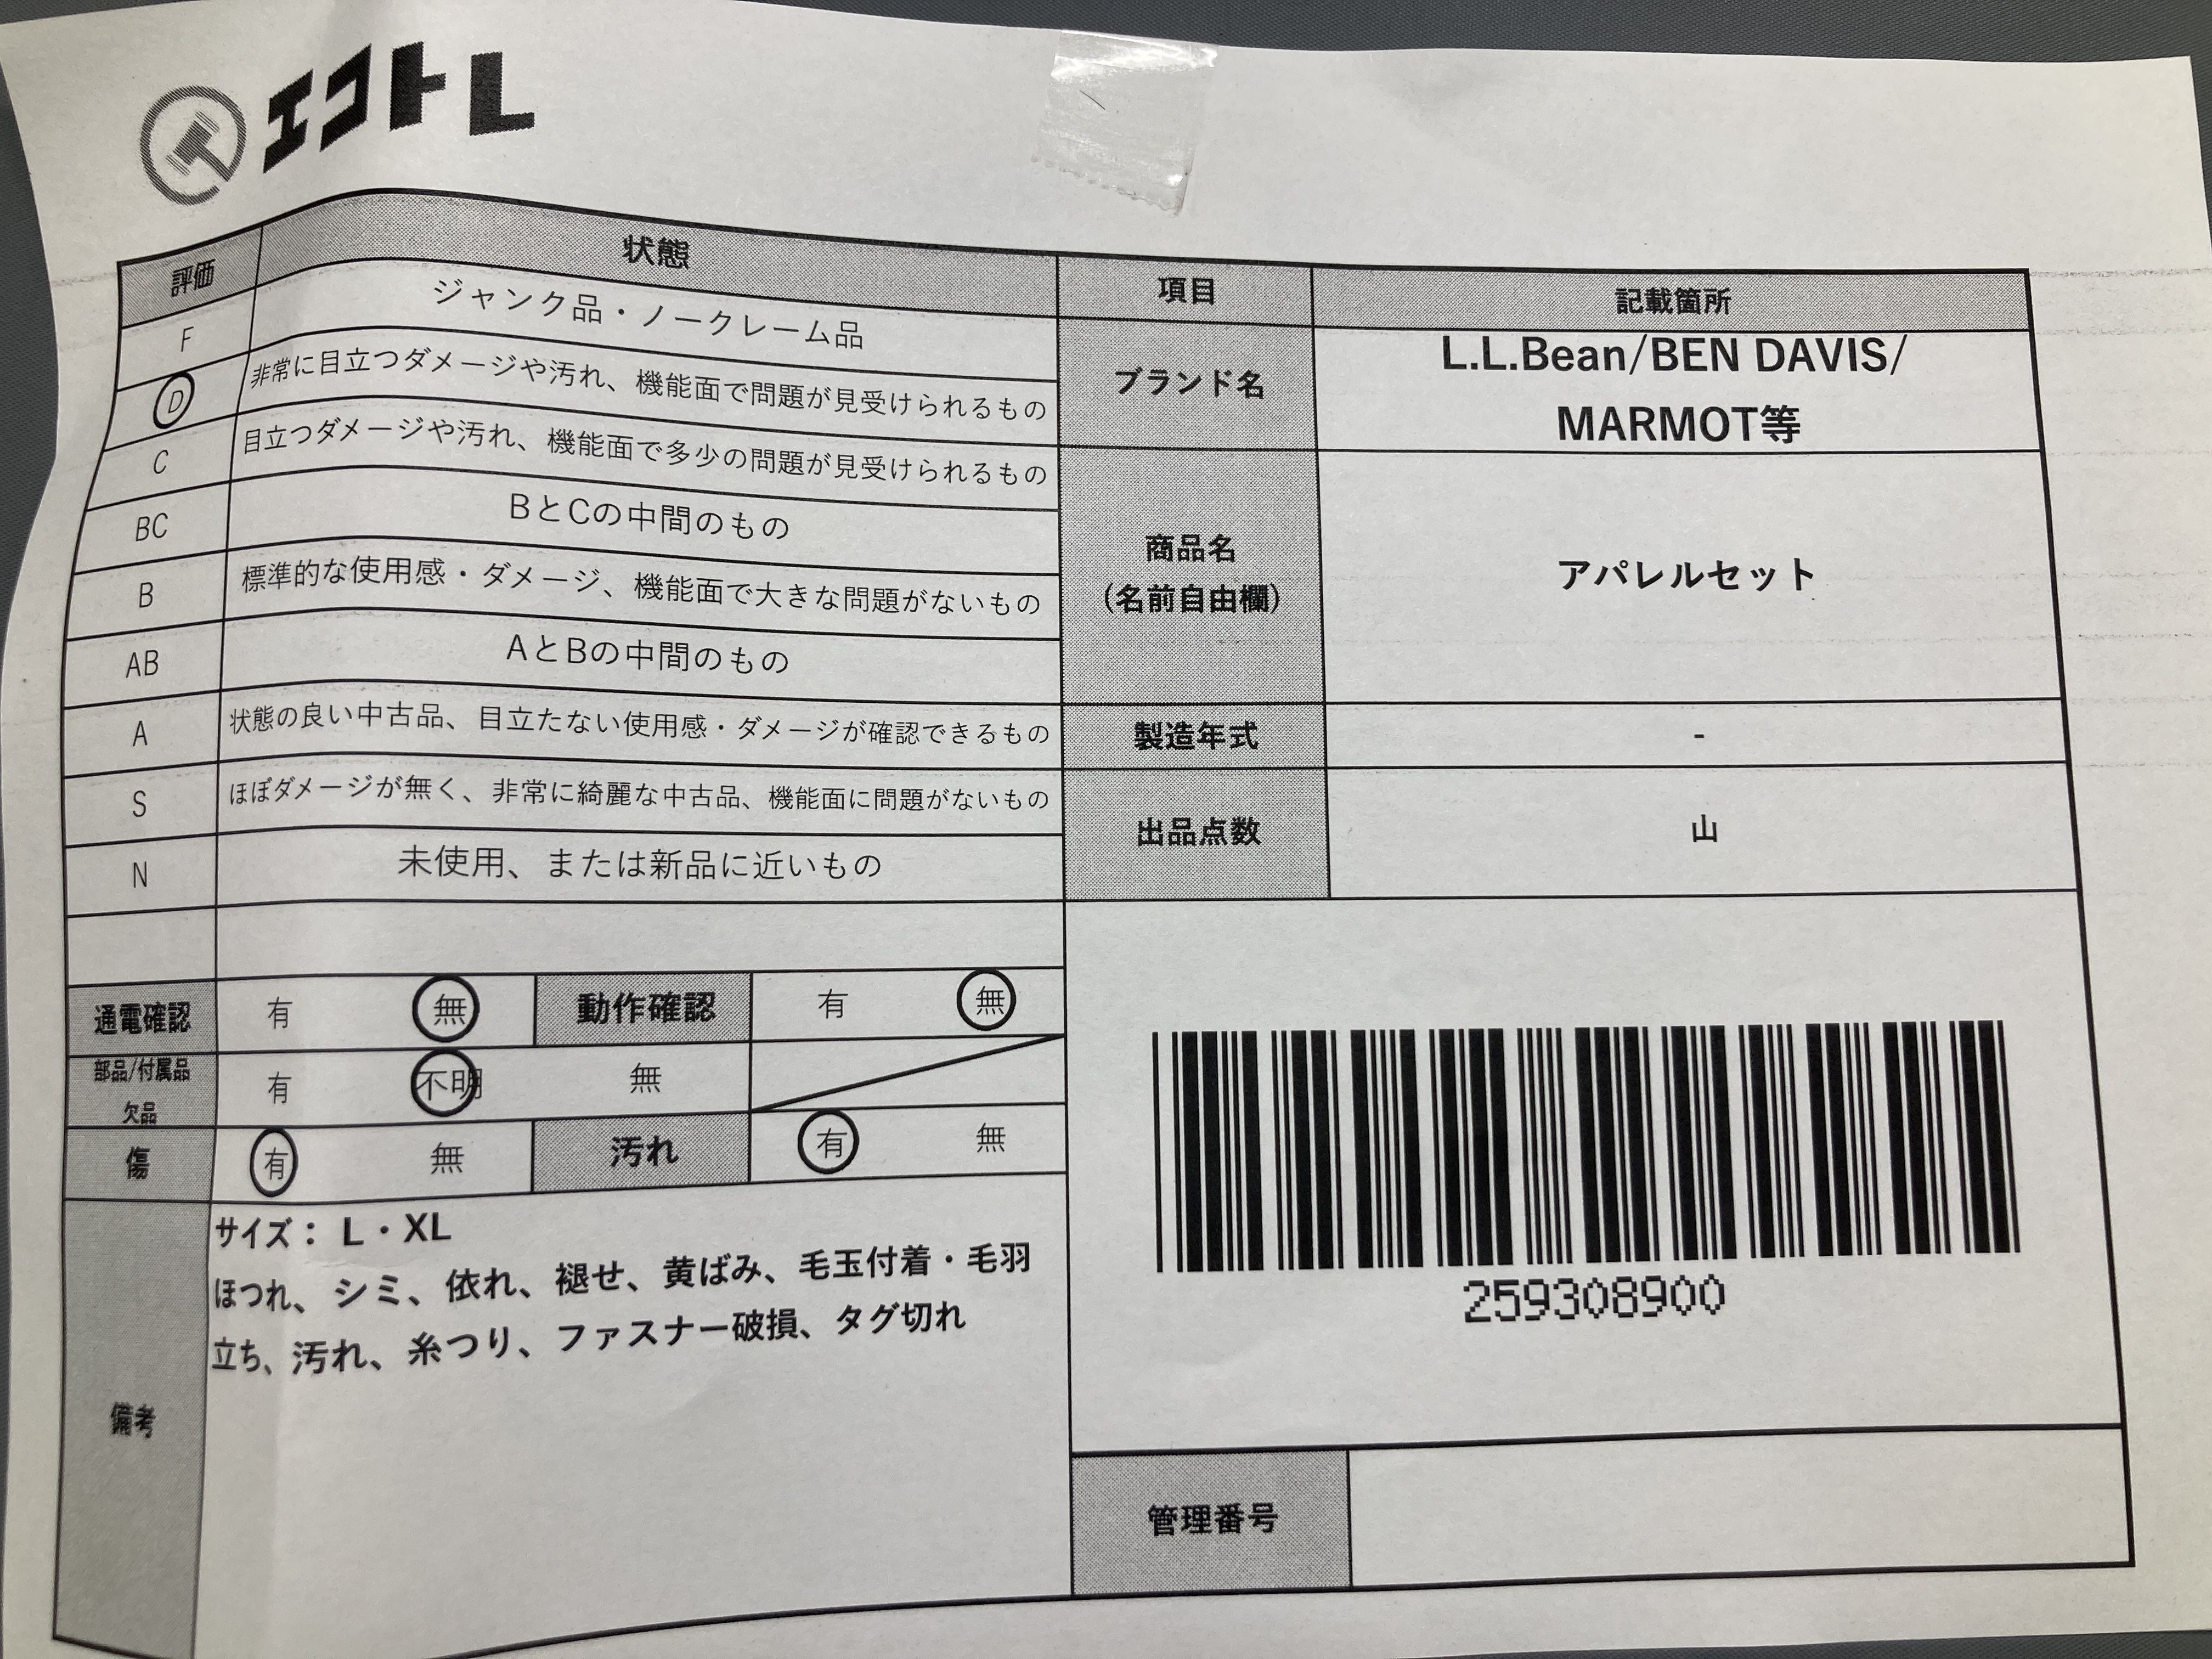 エコトレ
評価 状態
F ジャンク品・ノークレーム品
D 非常に目立つダメージや汚れ、機能面で問題が見受けられるもの
C 目立つダメージや汚れ、機能面で多少の問題が見受けられるもの
BC BとCの中間のもの
B 標準的な使用感・ダメージ、機能面で大きな問題がないもの
AB AとBの中間のもの
A 状態の良い中古品、目立たない使用感・ダメージが確認できるもの
S ほぼダメージが無く、非常に綺麗な中古品、機能面に問題がないもの
N 未使用、または新品に近いもの
通電確認 有 無 動作確認 有 無
部品/付属品
欠品 有 不明 無
傷 有 無 汚れ 有 無
備考
サイズ：L・XL
ほつれ、シミ、依れ、褪せ、黄ばみ、毛玉付着・毛羽
立ち、汚れ、糸つり、ファスナー破損、タグ切れ
項目 記載箇所
ブランド名
L.L.Bean/BEN DAVIS/
MARMOT等
商品名
（名前自由欄）
アパレルセット
製造年式 -
出品点数 山
259308900
管理番号